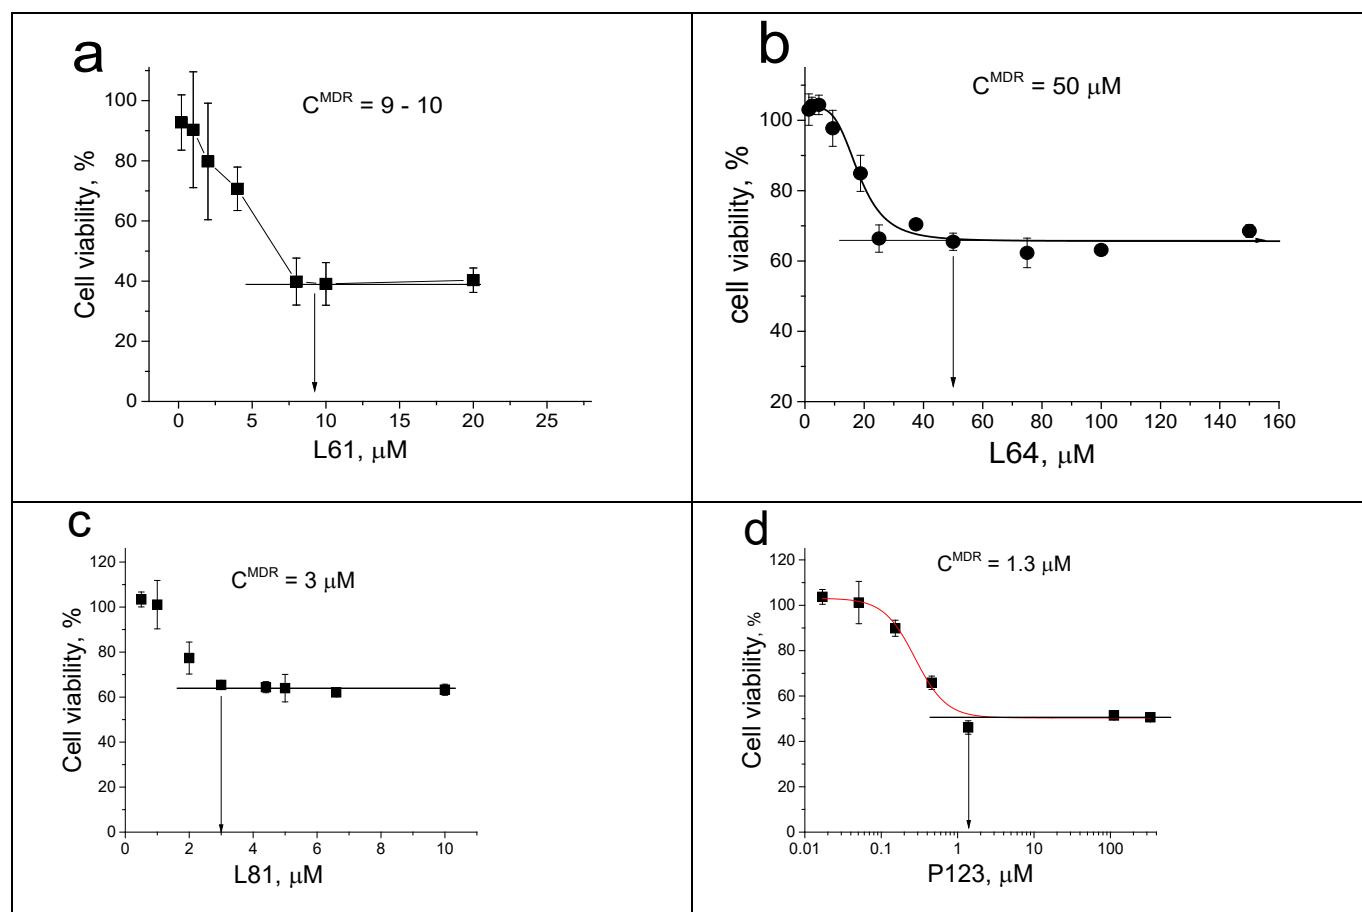 a
C^MDR = 9 - 10
Cell viability, %
100
80
60
40
20
0
0 5 10 15 20 25
L61, μM
b
C^MDR = 50 μM
cell viability, %
100
80
60
40
20
0 20 40 60 80 100 120 140 160
L64, μM
c
C^MDR = 3 μM
Cell viability, %
120
100
80
60
40
20
0
0 2 4 6 8 10
L81, μM
d
C^MDR = 1.3 μM
Cell viability, %
120
100
80
60
40
20
0
0.01 0.1 1 10 100
P123, μM